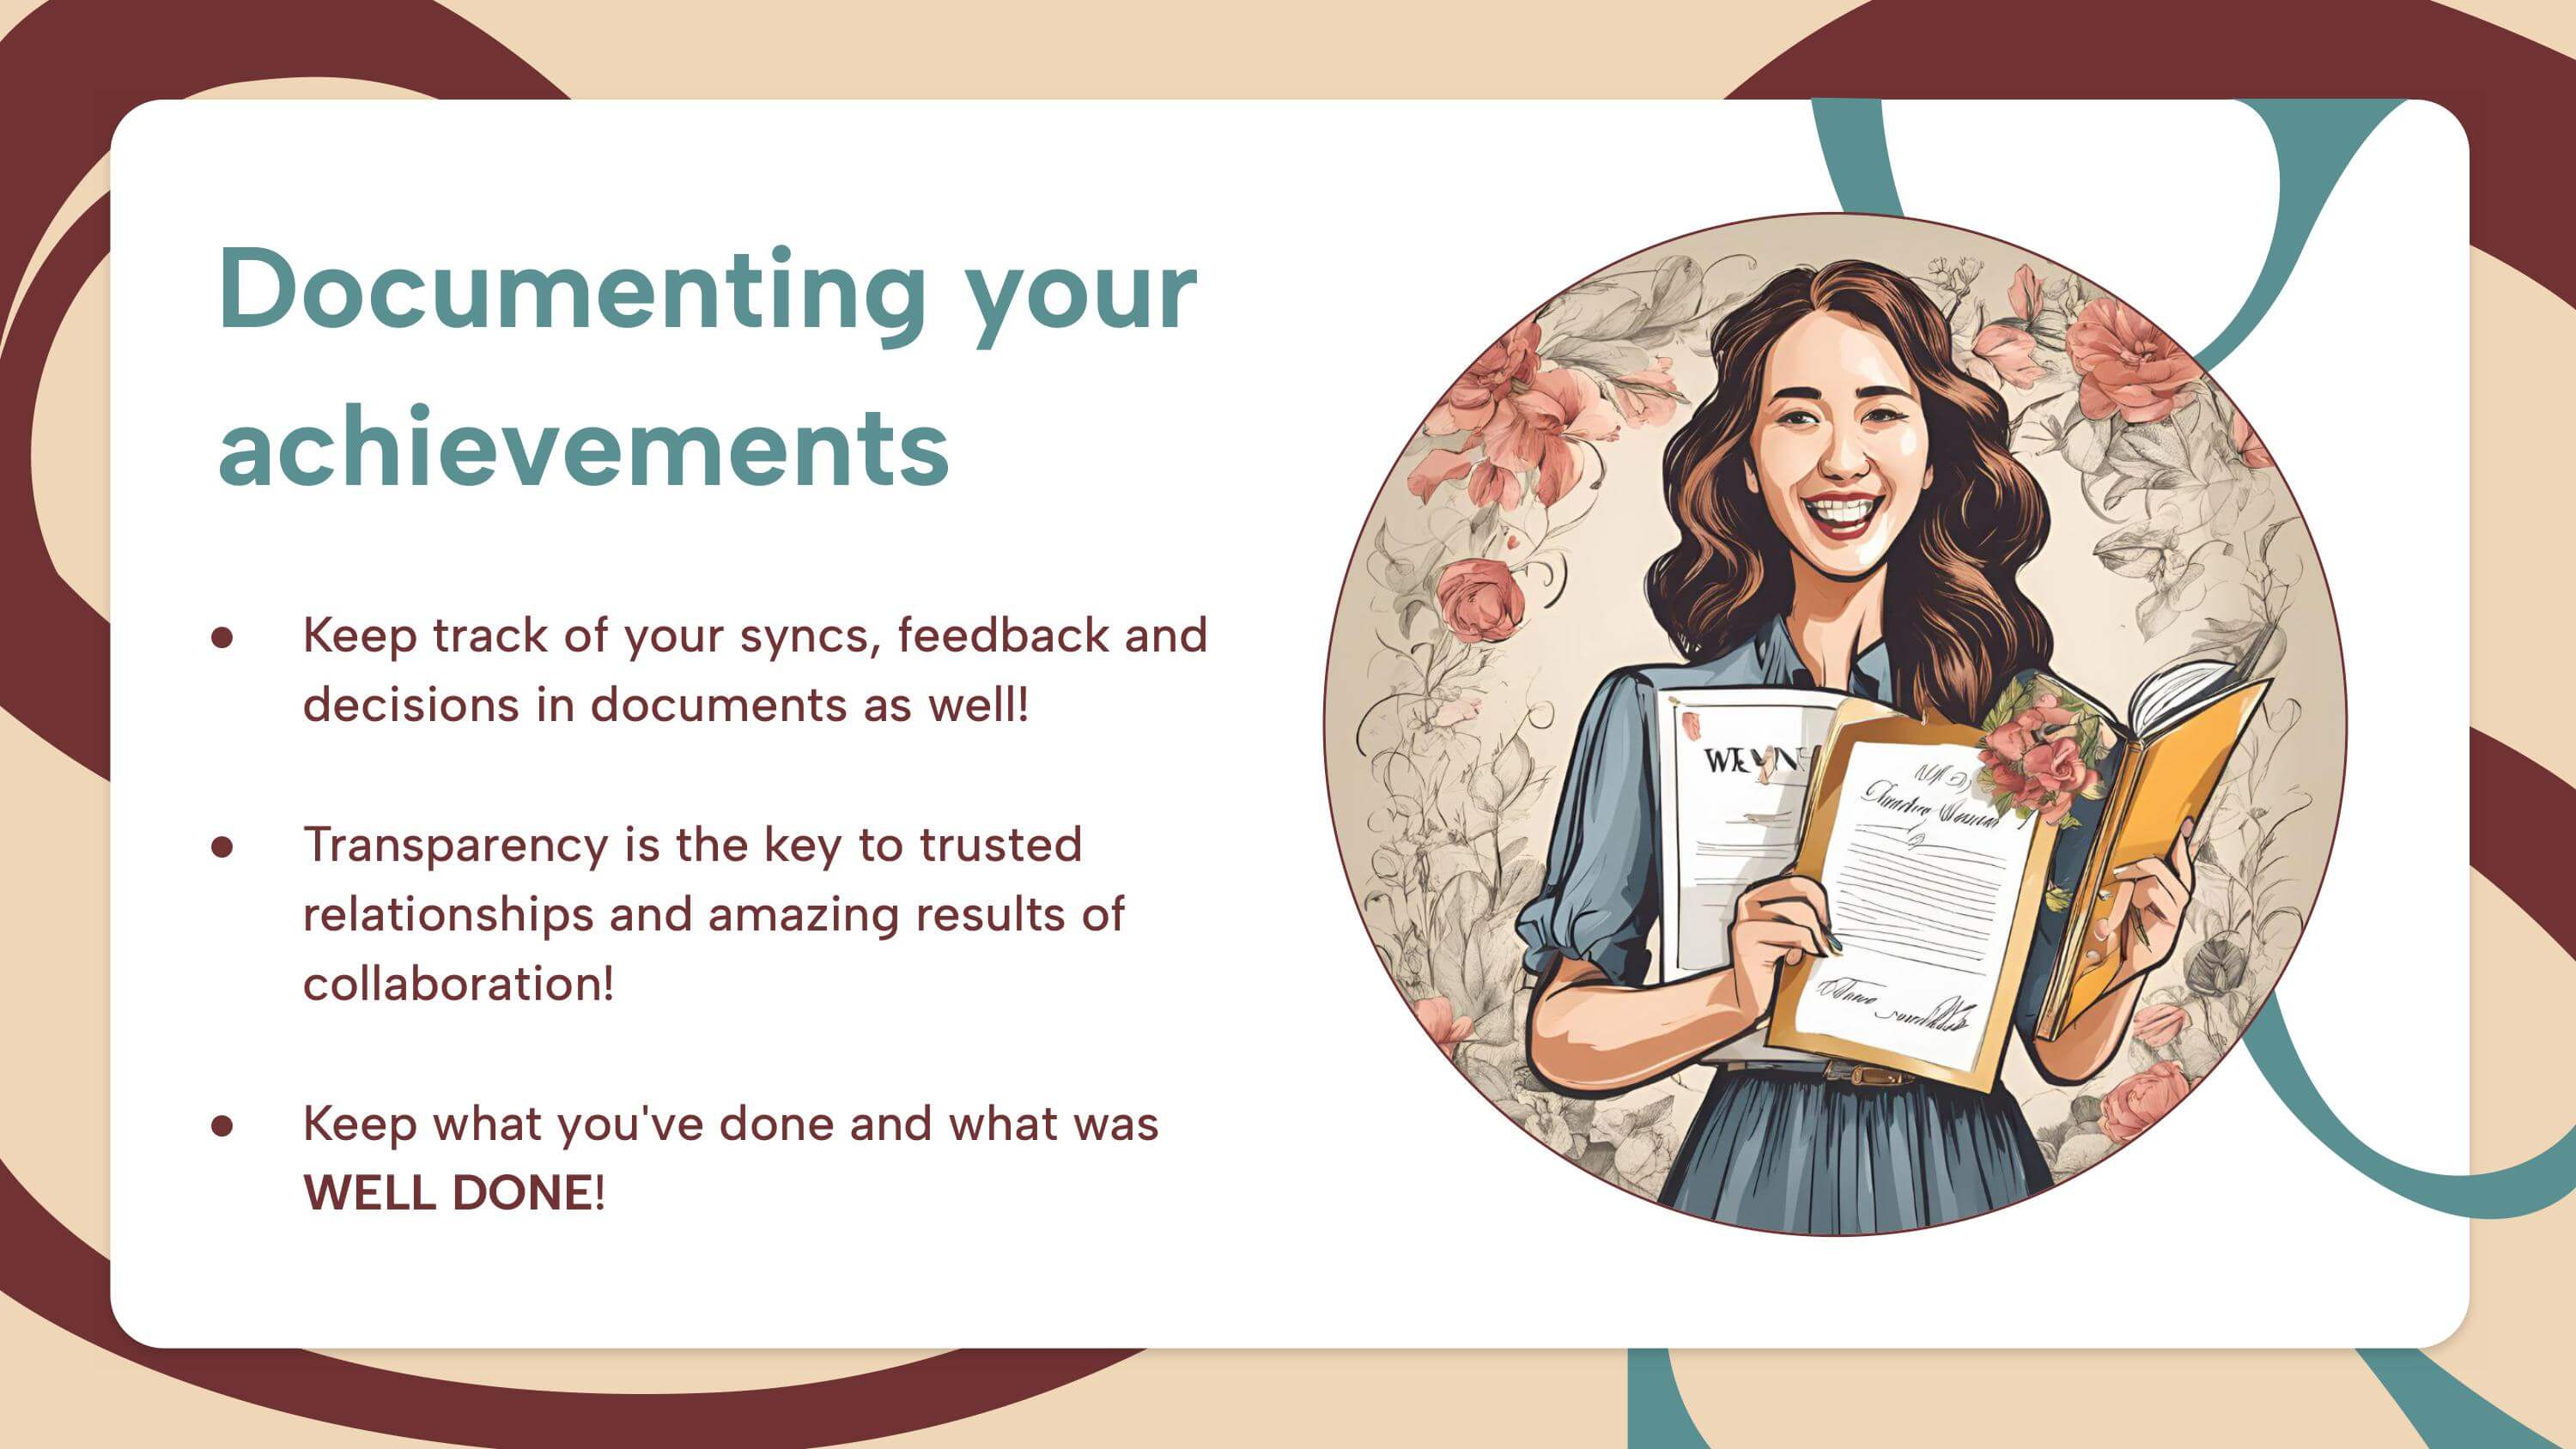 Documenting your
achievements
● Keep track of your syncs, feedback and
decisions in documents as well!
● Transparency is the key to trusted
relationships and amazing results of
collaboration!
● Keep what you've done and what was
WELL DONE!